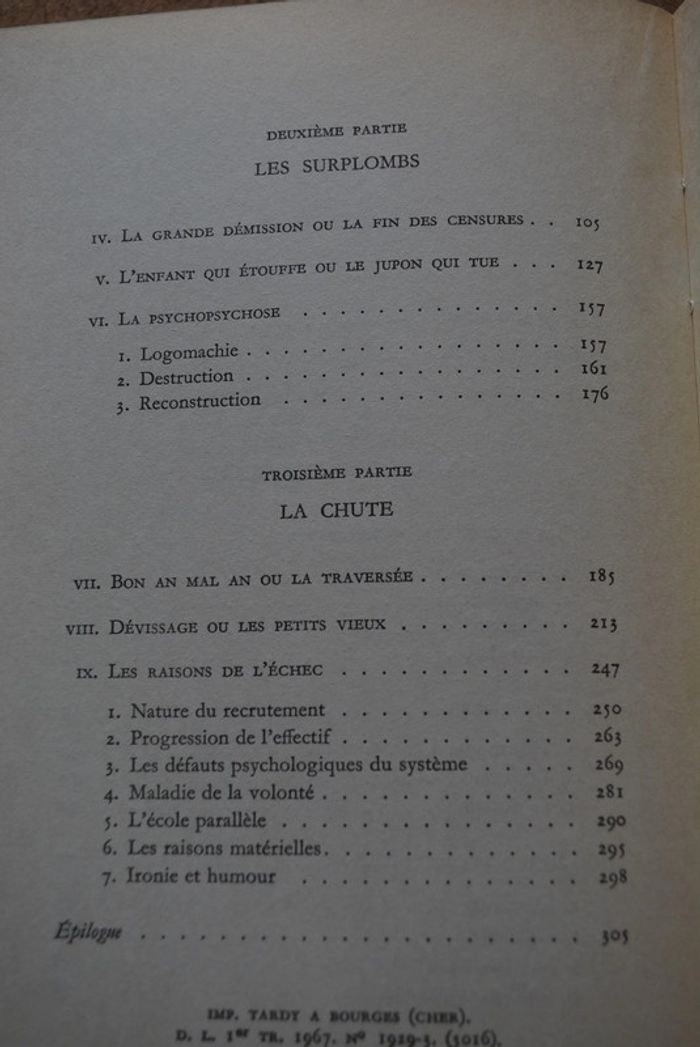 DEUXIÈME PARTIE
LES SURPLOMBS
IV. LA GRANDE DÉMISSION OU LA FIN DES CENSURES . . 105
V. L'ENFANT QUI ÉTOUFFE OU LE JUPON QUI TUE . . . 127
VI. LA PSYCHOPSYCHOSE . . . . . . . . . . . . 157
1. Logomachie . . . . . . . . . . . . . . 157
2. Destruction . . . . . . . . . . . . . . 161
3. Reconstruction . . . . . . . . . . . . 176
TROISIÈME PARTIE
LA CHUTE
VII. BON AN MAL AN OU LA TRAVERSÉE . . . . . . . . 185
VIII. DÉVISSAGE OU LES PETITS VIEUX . . . . . . . . . 213
IX. LES RAISONS DE L'ÉCHEC . . . . . . . . . . . 247
1. Nature du recrutement . . . . . . . . . . . 250
2. Progression de l'effectif . . . . . . . . . . . 263
3. Les défauts psychologiques du système . . . . . 269
4. Maladie de la volonté . . . . . . . . . . . . 281
5. L'école parallèle . . . . . . . . . . . . . . 290
6. Les raisons matérielles . . . . . . . . . . . . 295
7. Ironie et humour . . . . . . . . . . . . . 298
Épilogue . . . . . . . . . . . . . . . . . . . . 305
IMP. TARDY A BOURGES (CHER).
D. L. 1er TR. 1967. Nº 1929-3. (5016).